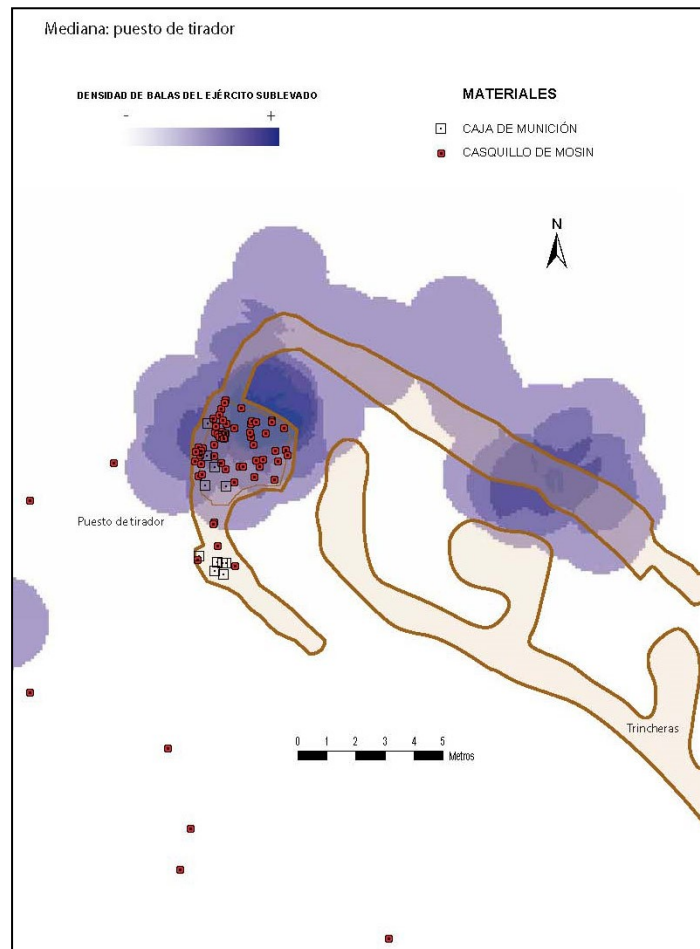 Mediana: puesto de tirador
DENSIDAD DE BALAS DEL EJÉRCITO SUBLEVADO
- +
MATERIALES
CAJA DE MUNICIÓN
CASQUILLO DE MOSIN
N
Puesto de tirador
Trincheras
0 1 2 3 4 5
Metros